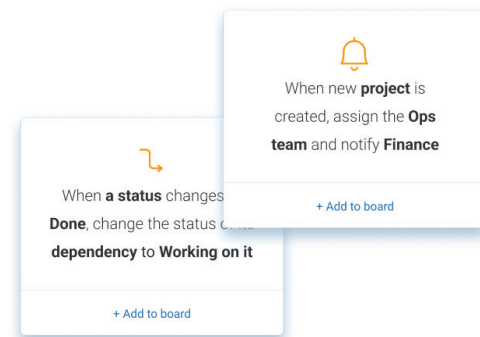 When new project is
created, assign the Ops
team and notify Finance
+ Add to board
When a status changes
Done, change the status
dependency to Working on it
+ Add to board